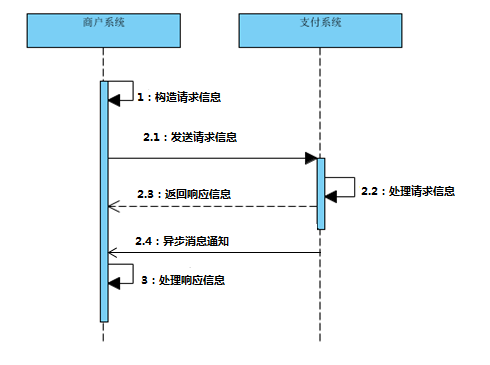 商户系统
支付系统
1：构造请求信息
2.1：发送请求信息
2.2：处理请求信息
2.3：返回响应信息
2.4：异步消息通知
3：处理响应信息